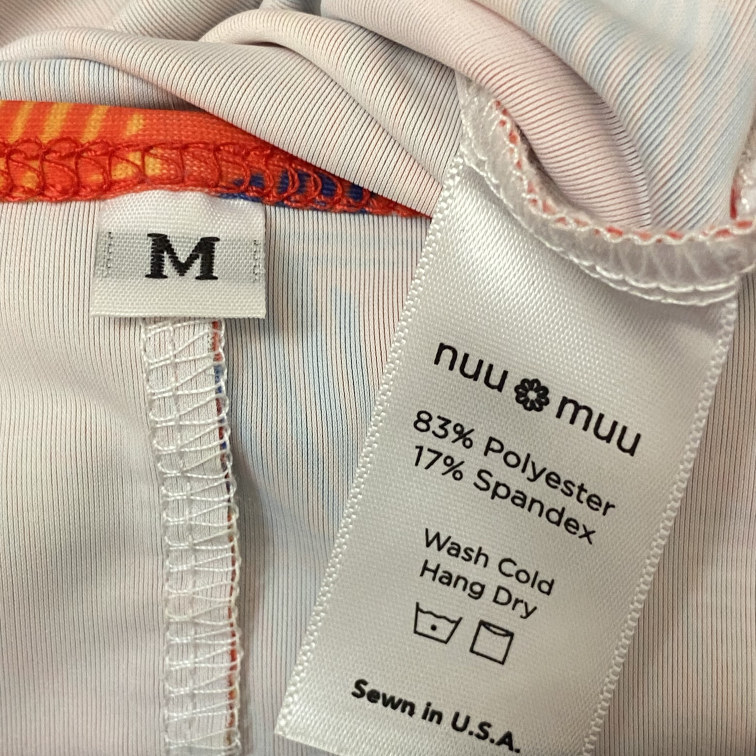 M
nuu muu
83% Polyester
17% Spandex
Wash Cold
Hang Dry
Sewn in U.S.A.